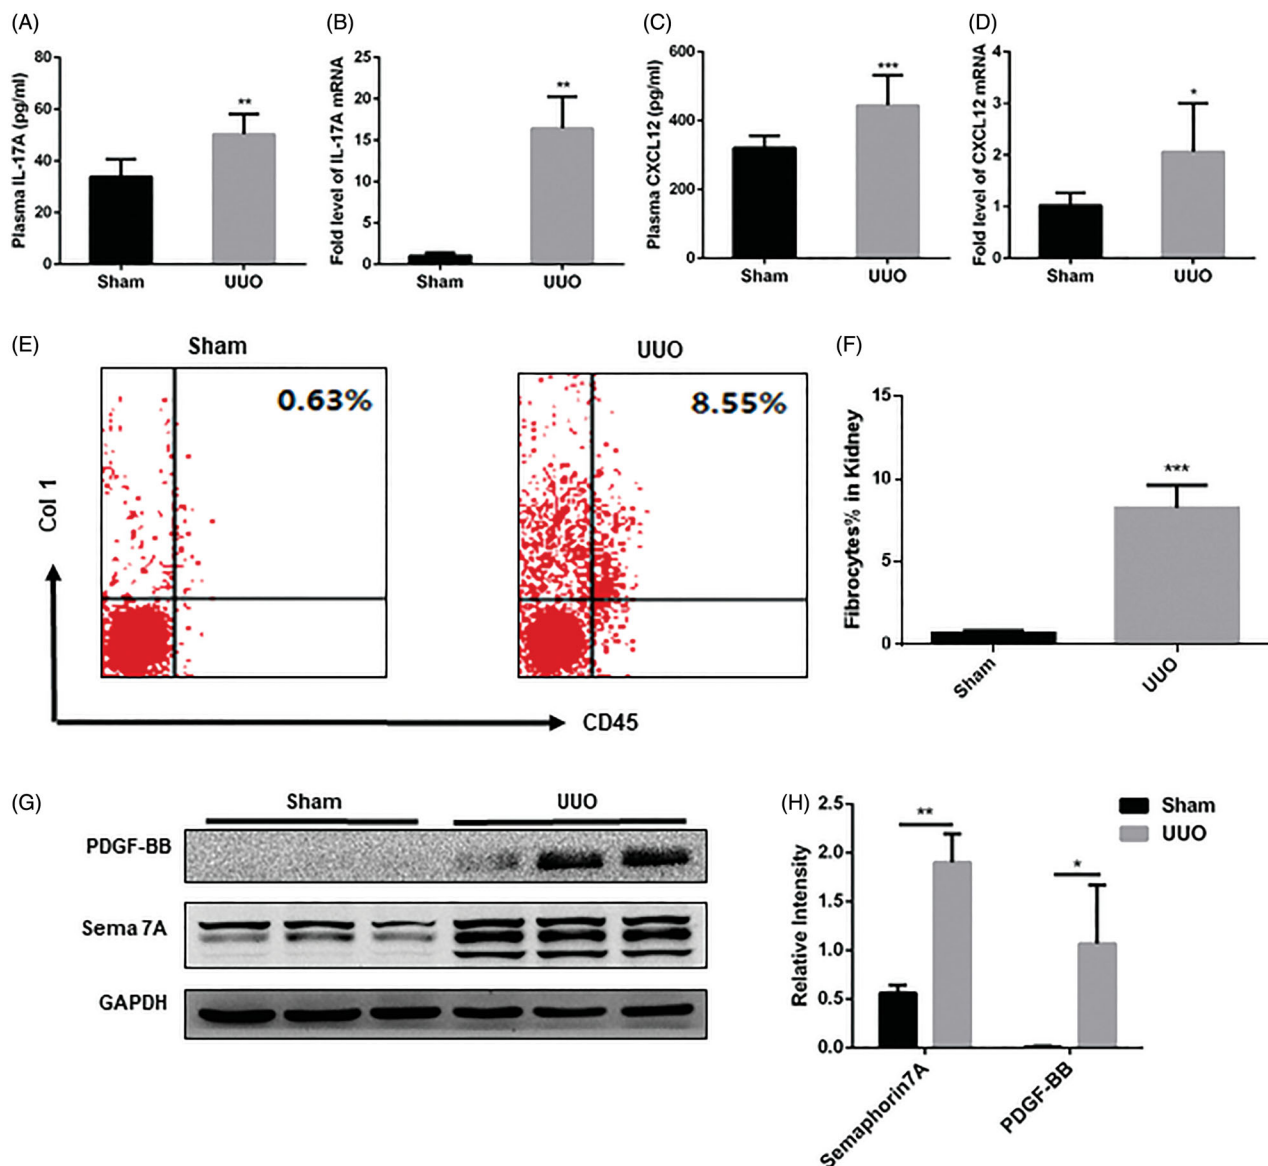 (A)
Plasma IL-17A (pg/ml)
80
60
40
20
0
**
Sham
UUO
(B)
Fold level of IL-17A mRNA
25
20
15
10
5
0
**
Sham
UUO
(C)
Plasma CXCL12 (pg/ml)
600
400
200
0
***
Sham
UUO
(D)
Fold level of CXCL12 mRNA
4
3
2
1
0
*
Sham
UUO
(E)
Sham
0.63%
UUO
8.55%
Col 1
CD45
(F)
Fibrocytes% in Kidney
15
10
5
0
***
Sham
UUO
(G)
Sham
UUO
PDGF-BB
Sema 7A
GAPDH
(H)
Relative Intensity
2.5
2.0
1.5
1.0
0.5
0.0
**
*
Sham
UUO
Semaphorin7A
PDGF-BB